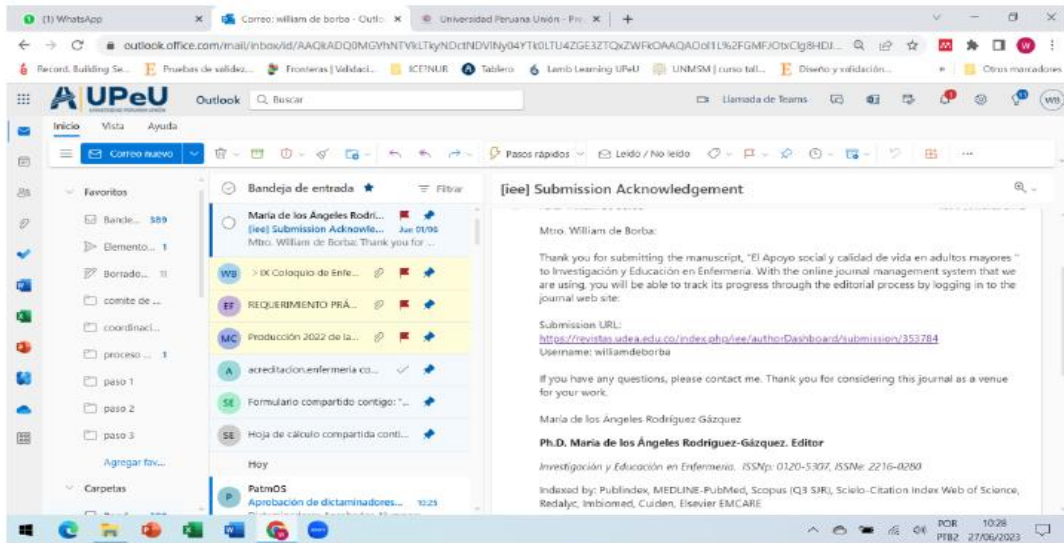 (1) WhatsApp
Correo: william de borba - Outlo
Universidad Peruana Unión - Pre
Record. Building Se...
Pruebas de validez...
Fronteras | Validaci...
ICETNUR
Tablero
Lamb Learning UPeU
UNMSM | curso tall...
Diseño y validación...
Otros marcadores
UPeU
Outlook
Buscar
Llamada de Teams
WB
Inicio Vista Ayuda
Correo nuevo
Pasos rápidos
Leído / No leído
Favoritos
Bande... 389
Elemento... 1
Borrado... 11
comite de ...
coordinaci...
proceso ... 1
paso 1
paso 2
paso 3
Agregar fav...
Carpetas
Bandeja de entrada
Filtrar
María de los Ángeles Rodri...
[iee] Submission Acknowle... Jue 01/06
Mtro. William de Borba: Thank you for ...
WB > IX Coloquio de Enfe...
EF REQUERIMIENTO PRÁ...
MC Producción 2022 de la...
A acreditacion.enfermería co...
SE Formulario compartido contigo: "...
SE Hoja de cálculo compartida conti...
Hoy
P PatmOS
Aprobación de dictaminadores... 10:25
[iee] Submission Acknowledgement
Mtro. William de Borba:
Thank you for submitting the manuscript, "El Apoyo social y calidad de vida en adultos mayores "
to Investigación y Educación en Enfermería. With the online journal management system that we
are using, you will be able to track its progress through the editorial process by logging in to the
journal web site:
Submission URL:
https://revistas.udea.edu.co/index.php/iee/authorDashboard/submission/353784
Username: williamdeborba
If you have any questions, please contact me. Thank you for considering this journal as a venue
for your work.
María de los Ángeles Rodríguez Gázquez
Ph.D. María de los Ángeles Rodríguez-Gázquez. Editor
Investigación y Educación en Enfermería. ISSNp: 0120-5307, ISSNe: 2216-0280
Indexed by: Publindex, MEDLINE-PubMed, Scopus (Q3 SJR), Scielo-Citation Index Web of Science,
Redalyc, Imbiomed, Cuiden, Elsevier EMCARE
POR 10:28
PTB2 27/06/2023